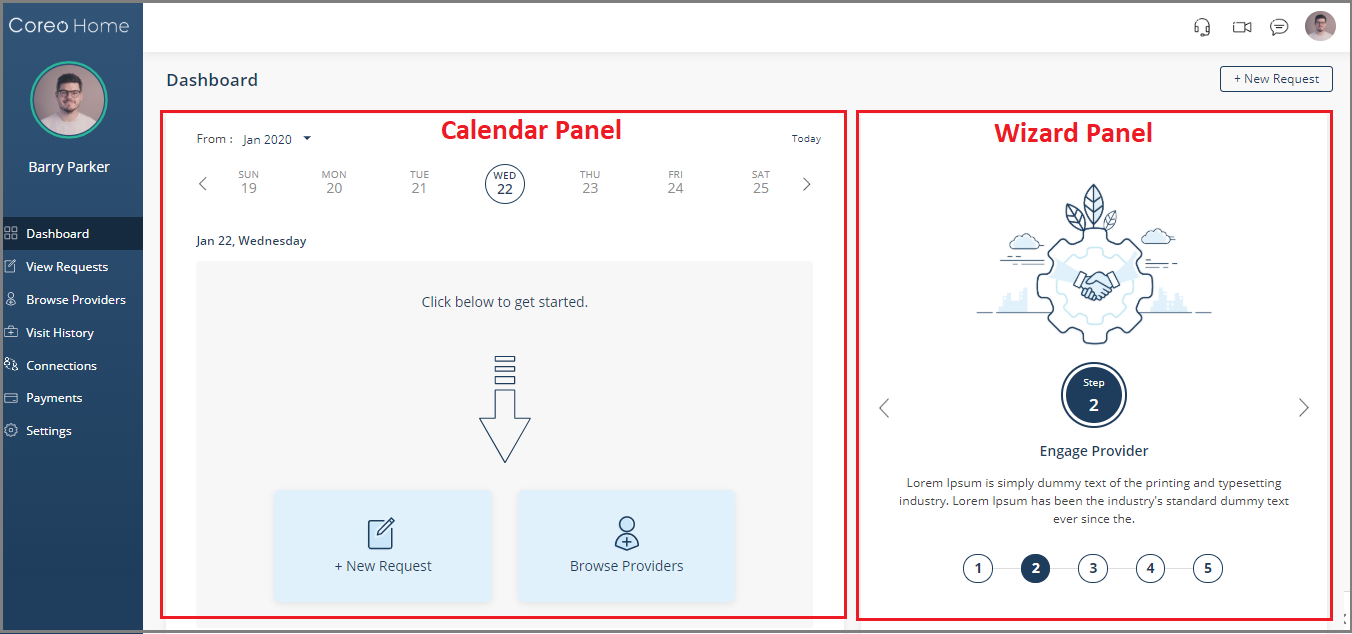 Coreo Home
Barry Parker
Dashboard
View Requests
Browse Providers
Visit History
Connections
Payments
Settings
Dashboard
+ New Request
Calendar Panel
From : Jan 2020
Today
SUN MON TUE WED THU FRI SAT
19 20 21 22 23 24 25
Jan 22, Wednesday
Click below to get started.
+ New Request
Browse Providers
Wizard Panel
Step
2
Engage Provider
Lorem Ipsum is simply dummy text of the printing and typesetting
industry. Lorem Ipsum has been the industry's standard dummy text
ever since the.
1 2 3 4 5